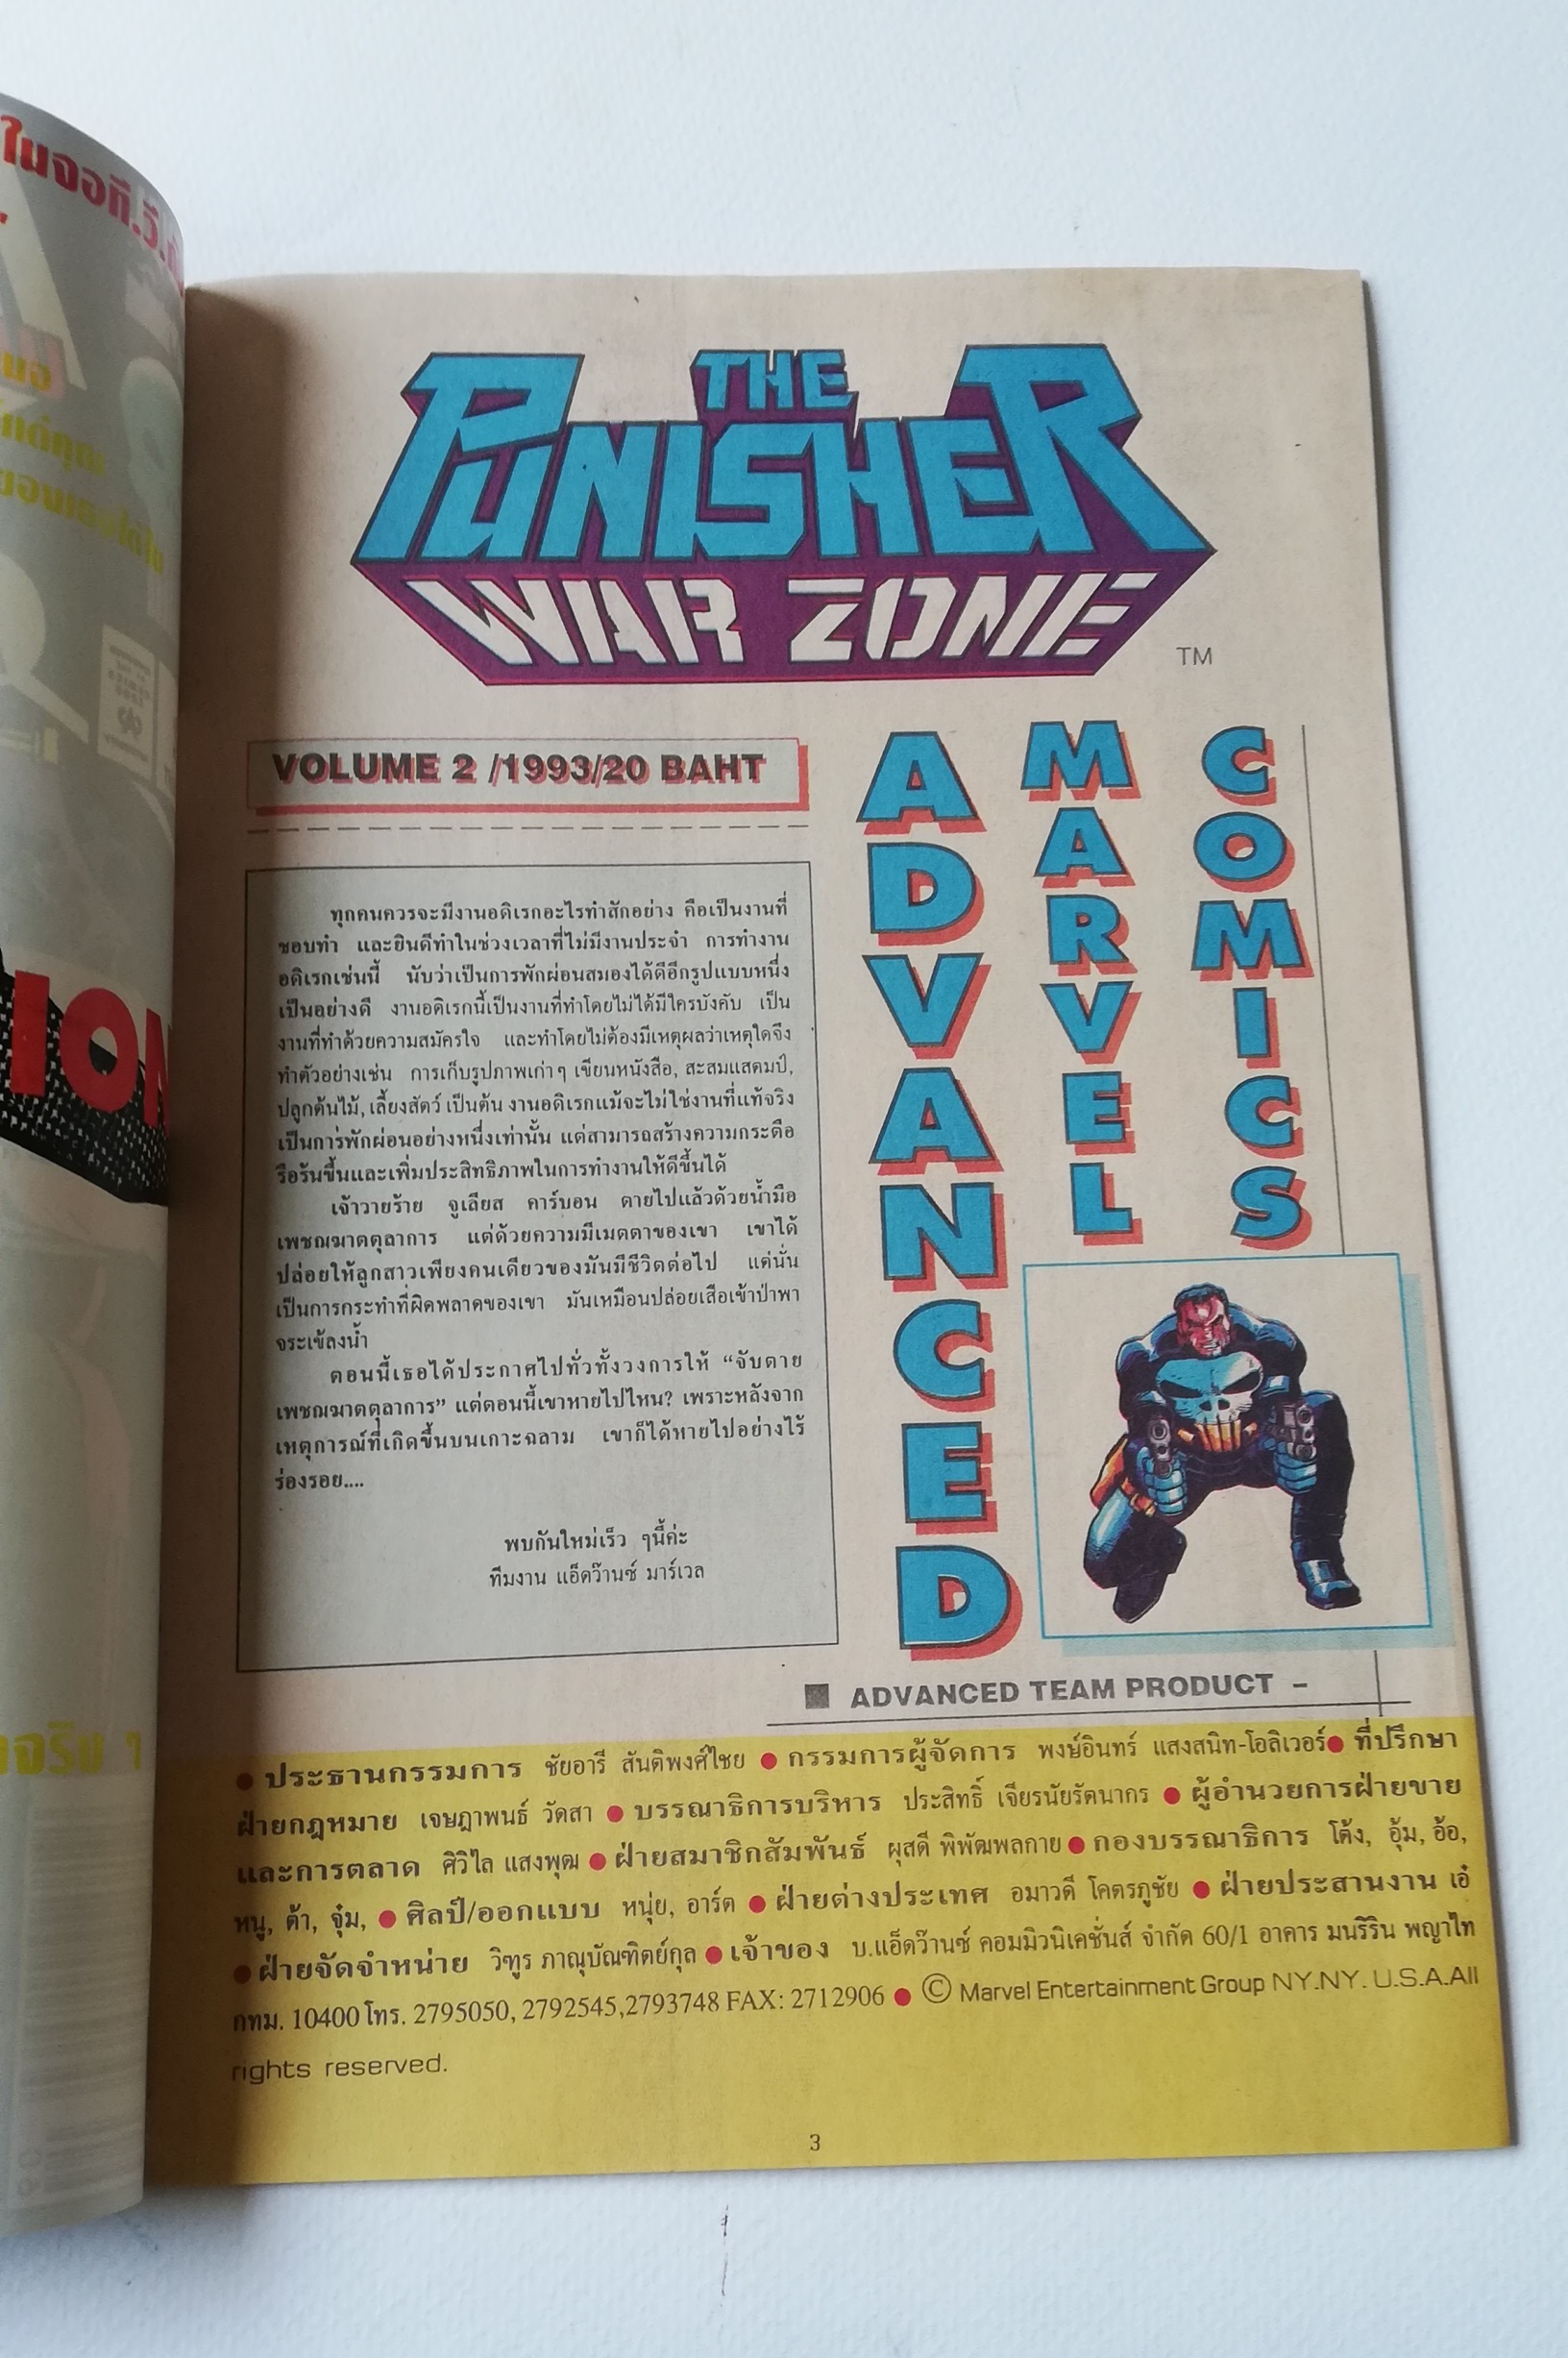 ในจอที.วี.
ION
THE
PUNISHER
WAR ZONE
TM
VOLUME 2 /1993/20 BAHT
ทุกคนควรจะมีงานอดิเรกอะไรทำสักอย่าง คือเป็นงานที่
ชอบทำ และยินดีทำในช่วงเวลาที่ไม่มีงานประจำ การทำงาน
อดิเรกเช่นนี้ นับว่าเป็นการพักผ่อนสมองได้ดีอีกรูปแบบหนึ่ง
เป็นอย่างดี งานอดิเรกนี้เป็นงานที่ทำโดยไม่ได้มีใครบังคับ เป็น
งานที่ทำด้วยความสมัครใจ และทำโดยไม่ต้องมีเหตุผลว่าเหตุใดจึง
ทำตัวอย่างเช่น การเก็บรูปภาพเก่าๆ เขียนหนังสือ, สะสมแสตมป์,
ปลูกต้นไม้, เลี้ยงสัตว์ เป็นต้น งานอดิเรกแม้จะไม่ใช่งานที่แท้จริง
เป็นการพักผ่อนอย่างหนึ่งเท่านั้น แต่สามารถสร้างความกระตือ
รือร้นขึ้นและเพิ่มประสิทธิภาพในการทำงานให้ดีขึ้นได้
เจ้าวายร้าย จูเลียส คาร์บอน ตายไปแล้วด้วยน้ำมือ
เพชฌฆาตตุลาการ แต่ด้วยความมีเมตตาของเขา เขาได้
ปล่อยให้ลูกสาวเพียงคนเดียวของมันมีชีวิตต่อไป แต่นั่น
เป็นการกระทำที่ผิดพลาดของเขา มันเหมือนปล่อยเสือเข้าป่าพา
จระเข้ลงน้ำ
ตอนนี้เธอได้ประกาศไปทั่วทั้งวงการให้ “จับตาย
เพชฌฆาตตุลาการ” แต่ตอนนี้เขาหายไปไหน? เพราะหลังจาก
เหตุการณ์ที่เกิดขึ้นบนเกาะฉลาม เขาก็ได้หายไปอย่างไร้
ร่องรอย....
พบกันใหม่เร็ว ๆนี้ค่ะ
ทีมงาน แอ็ดว๊านซ์ มาร์เวล
ADVANCED
MARVEL
COMICS
ADVANCED TEAM PRODUCT -
● ประธานกรรมการ ชัยอารี สันติพงศ์ไชย ● กรรมการผู้จัดการ พงษ์อินทร์ แสงสนิท-โอลิเวอร์ ● ที่ปรึกษา
ฝ่ายกฎหมาย เจษฎาพนธ์ วัดสา ● บรรณาธิการบริหาร ประสิทธิ์ เจียรนัยรัตนากร ● ผู้อำนวยการฝ่ายขาย
และการตลาด ศิวิไล แสงพุฒ ● ฝ่ายสมาชิกสัมพันธ์ ผุสดี พิพัฒพลกาย ● กองบรรณาธิการ โต้ง, อุ้ม, อ้อ,
หนู, ต้า, จุ๋ม, ● ศิลป์/ออกแบบ หนุ่ย, อาร์ต ● ฝ่ายต่างประเทศ อมาวดี โคตรภูชัย ● ฝ่ายประสานงาน เอ๋
● ฝ่ายจัดจำหน่าย วิฑูร ภาณุบัณฑิตย์กุล ● เจ้าของ บ.แอ็ดว๊านซ์ คอมมิวนิเคชั่นส์ จำกัด 60/1 อาคาร มนริริน พญาไท
กทม. 10400 โทร. 2795050, 2792545,2793748 FAX: 2712906 ● © Marvel Entertainment Group NY.NY. U.S.A.All
rights reserved.
3